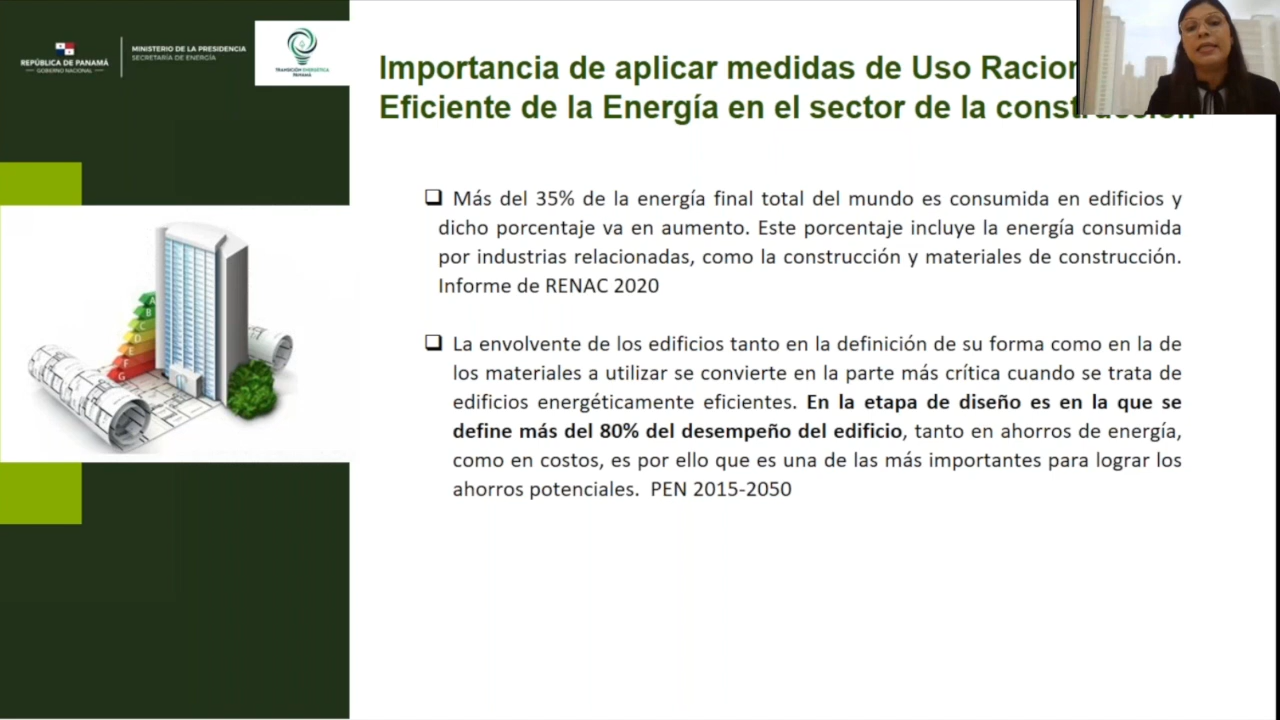 REPÚBLICA DE PANAMÁ
GOBIERNO NACIONAL
MINISTERIO DE LA PRESIDENCIA
SECRETARÍA DE ENERGÍA
TRANSICIÓN ENERGÉTICA
PANAMÁ
Importancia de aplicar medidas de Uso
Eficiente de la Energía en el sector de la
Más del 35% de la energía final total del mundo es consumida en edificios y
dicho porcentaje va en aumento. Este porcentaje incluye la energía consumida
por industrias relacionadas, como la construcción y materiales de construcción.
Informe de RENAC 2020
La envolvente de los edificios tanto en la definición de su forma como en la de
los materiales a utilizar se convierte en la parte más crítica cuando se trata de
edificios energéticamente eficientes. En la etapa de diseño es en la que se
define más del 80% del desempeño del edificio, tanto en ahorros de energía,
como en costos, es por ello que es una de las más importantes para lograr los
ahorros potenciales. PEN 2015-2050
A
B
C
D
E
F
G